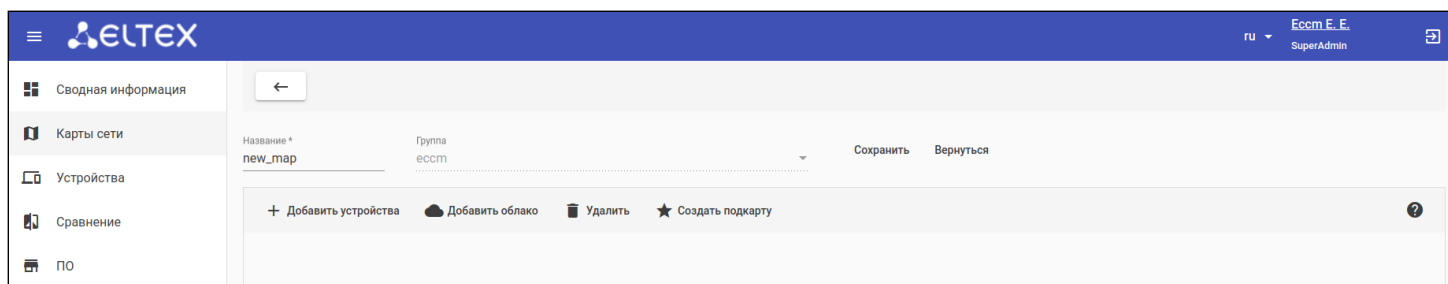 ELTEX
ru
Eccm E. E.
SuperAdmin
Сводная информация
Карты сети
Устройства
Сравнение
ПО
Название *
new_map
Группа
eccm
Сохранить
Вернуться
Добавить устройства
Добавить облако
Удалить
Создать подкарту